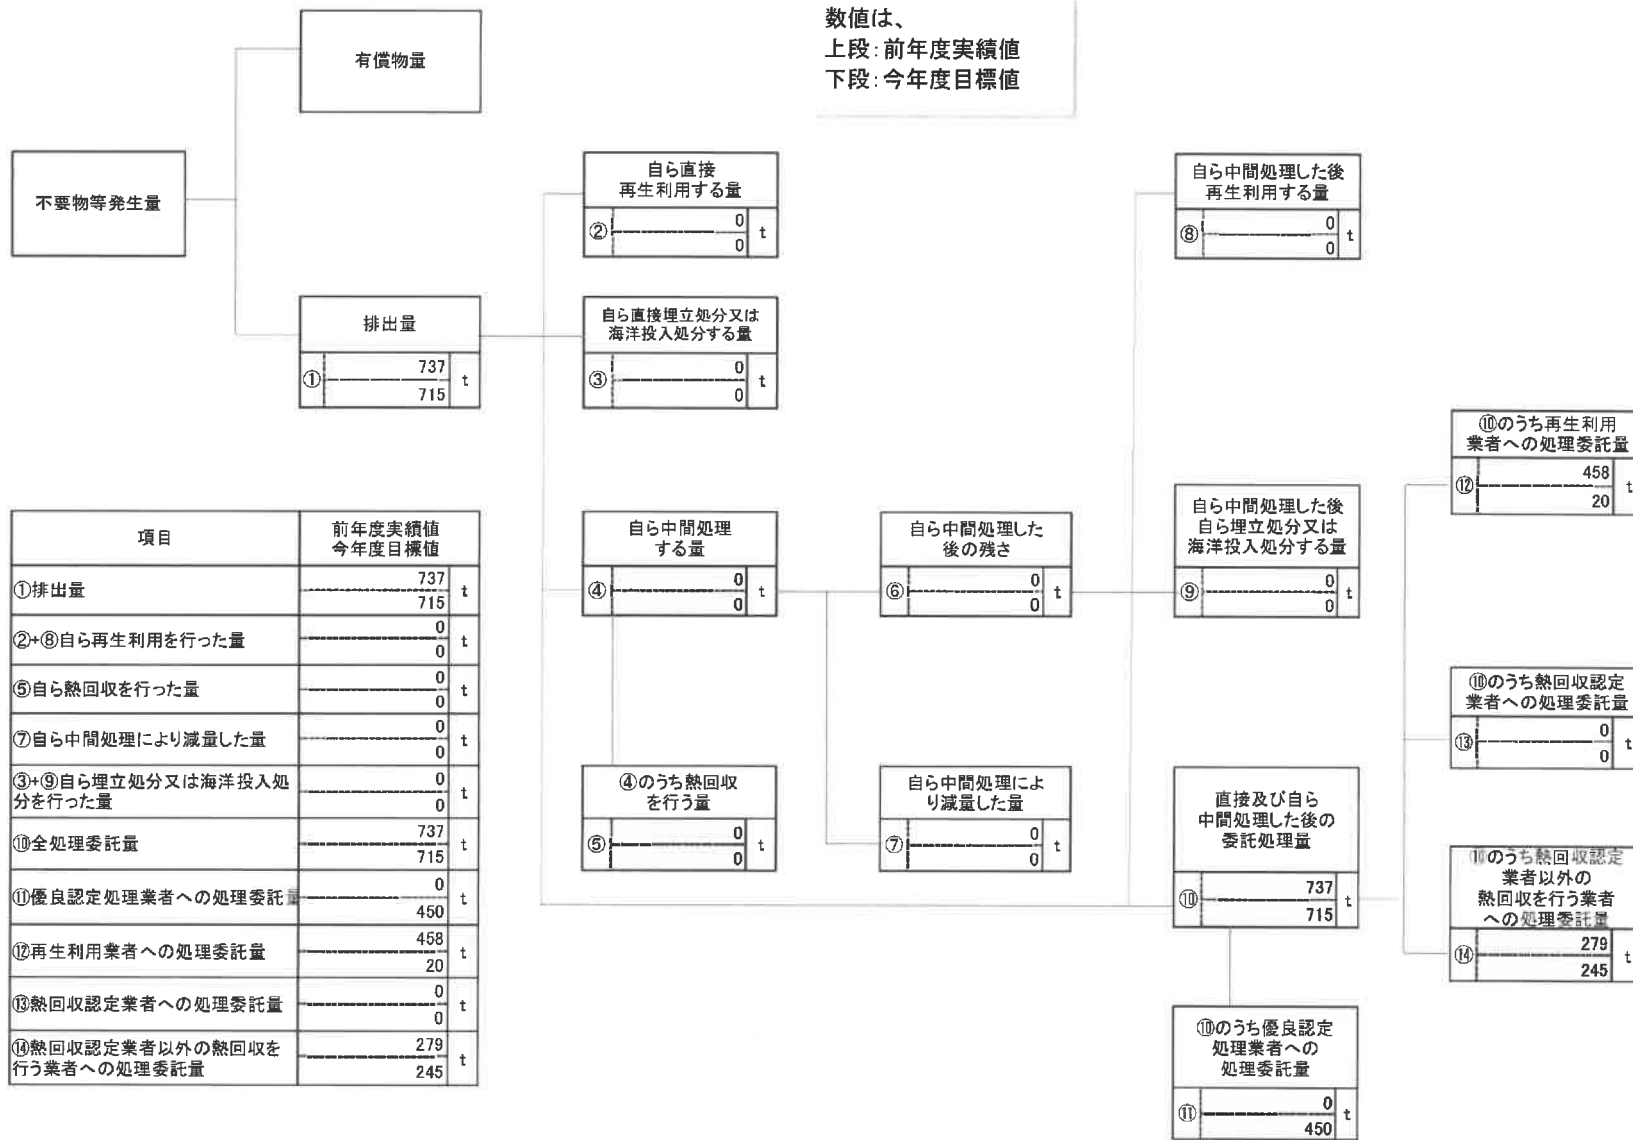 有償物量
数値は、
上段：前年度実績値
下段：今年度目標値
不要物等発生量
排出量
① 737 t
715
自ら直接
再生利用する量
② 0 t
0
自ら直接埋立処分又は
海洋投入処分する量
③ 0 t
0
自ら中間処理した後
再生利用する量
⑧ 0 t
0
自ら中間処理
する量
④ 0 t
0
自ら中間処理した
後の残さ
⑥ 0 t
0
自ら中間処理した後
自ら埋立処分又は
海洋投入処分する量
⑨ 0 t
0
④のうち熱回収
を行う量
⑤ 0 t
0
自ら中間処理によ
り減量した量
⑦ 0 t
0
直接及び自ら
中間処理した後の
委託処理量
⑩ 737 t
715
⑩のうち優良認定
処理業者への
処理委託量
⑪ 0 t
450
⑩のうち再生利用
業者への処理委託量
⑫ 458 t
20
⑩のうち熱回収認定
業者への処理委託量
⑬ 0 t
0
⑩のうち熱回収認定
業者以外の
熱回収を行う業者
への処理委託量
⑭ 279 t
245
項目 前年度実績値
今年度目標値
①排出量 737 t
715
②+⑧自ら再生利用を行った量 0 t
0
⑤自ら熱回収を行った量 0 t
0
⑦自ら中間処理により減量した量 0 t
0
③+⑨自ら埋立処分又は海洋投入処
分を行った量 0 t
0
⑩全処理委託量 737 t
715
⑪優良認定処理業者への処理委託量 0 t
450
⑫再生利用業者への処理委託量 458 t
20
⑬熱回収認定業者への処理委託量 0 t
0
⑭熱回収認定業者以外の熱回収を
行う業者への処理委託量 279 t
245